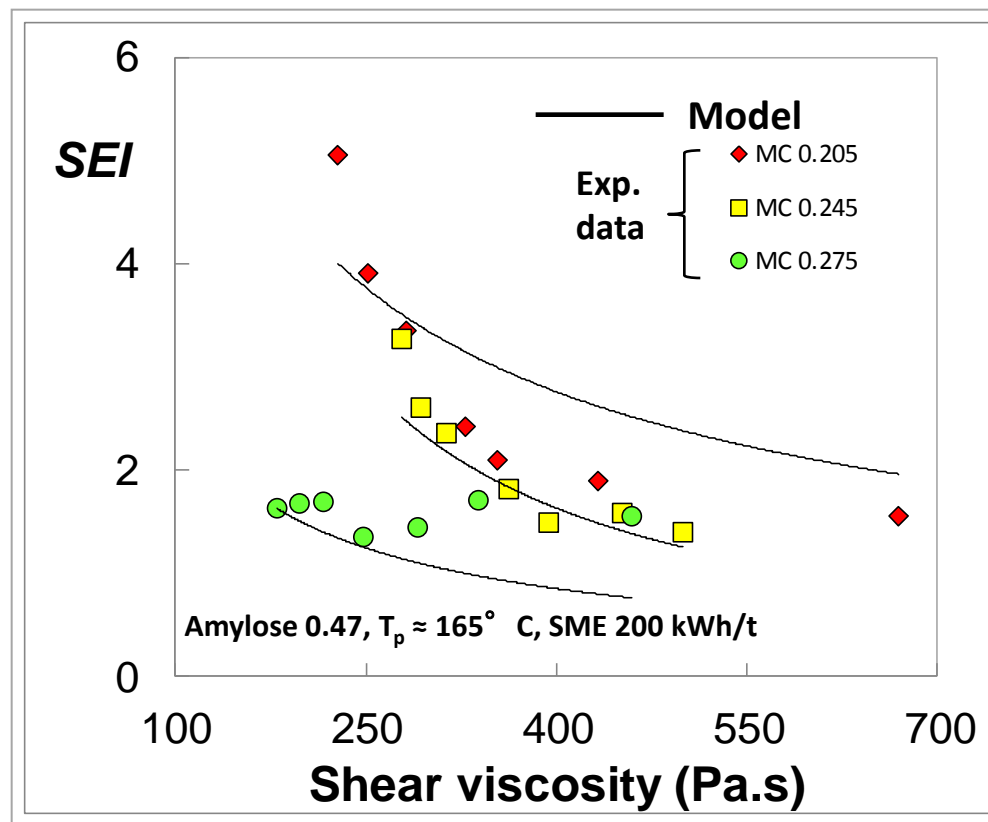 6
SEI
Model
MC 0.205
Exp.
data
MC 0.245
MC 0.275
4
2
Amylose 0.47, Tp ≈ 165° C, SME 200 kWh/t
0
100 250 400 550 700
Shear viscosity (Pa.s)